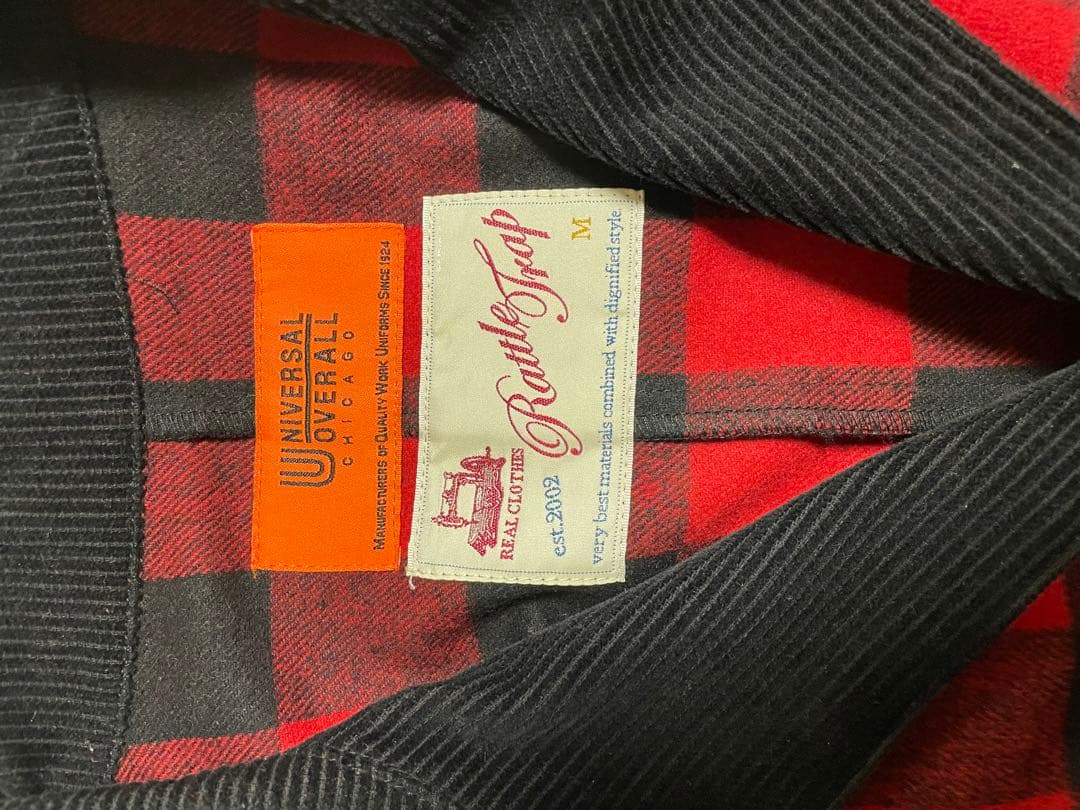 UNIVERSAL
OVERALL
CHICAGO
MANUFACTURERS OF QUALITY WORK UNIFORMS SINCE 1924
REAL CLOTHES
Rattle Trap
est.2002
M
very best materials combined with dignified style.